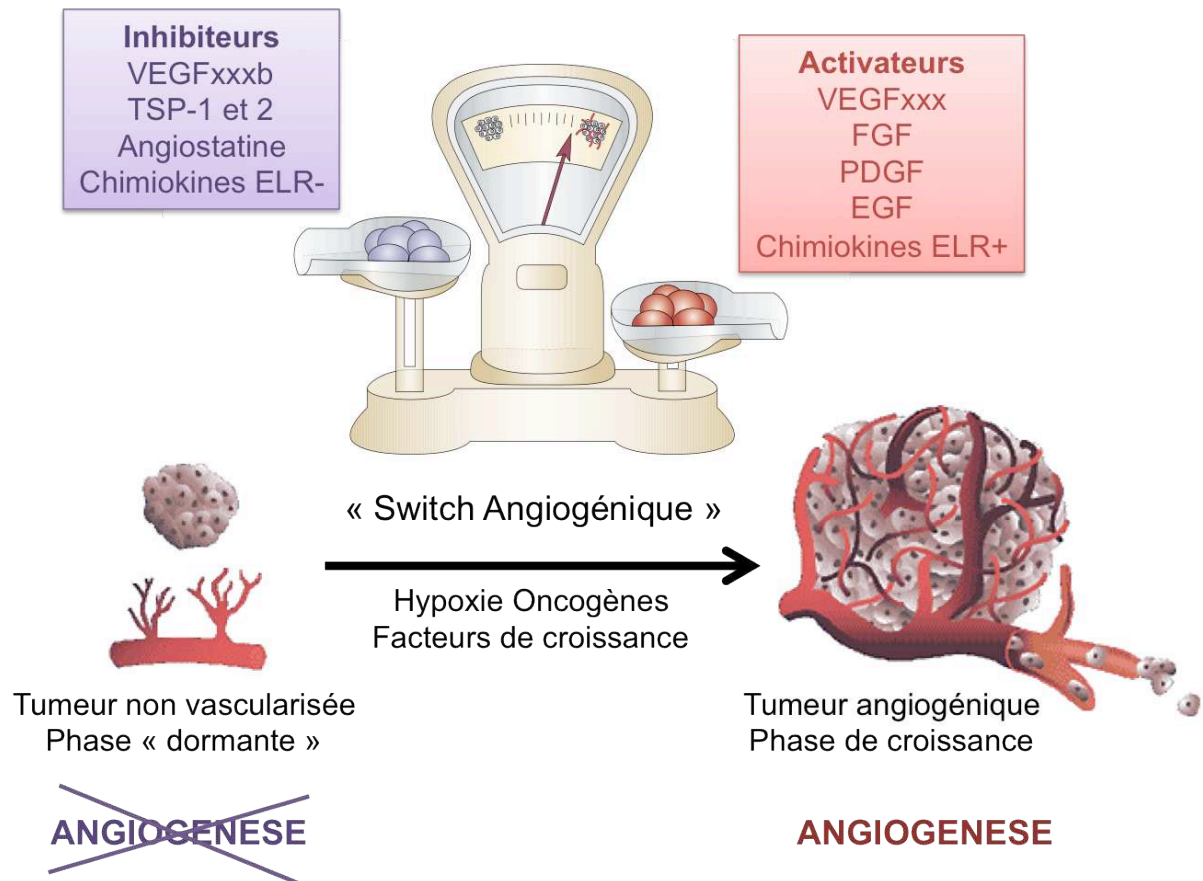 Inhibiteurs
VEGFxxxb
TSP-1 et 2
Angiostatine
Chimiokines ELR-
Activateurs
VEGFxxx
FGF
PDGF
EGF
Chimiokines ELR+
« Switch Angiogénique »
Hypoxie Oncogènes
Facteurs de croissance
Tumeur non vascularisée
Phase « dormante »
Tumeur angiogénique
Phase de croissance
ANGIOGENESE
ANGIOGENESE